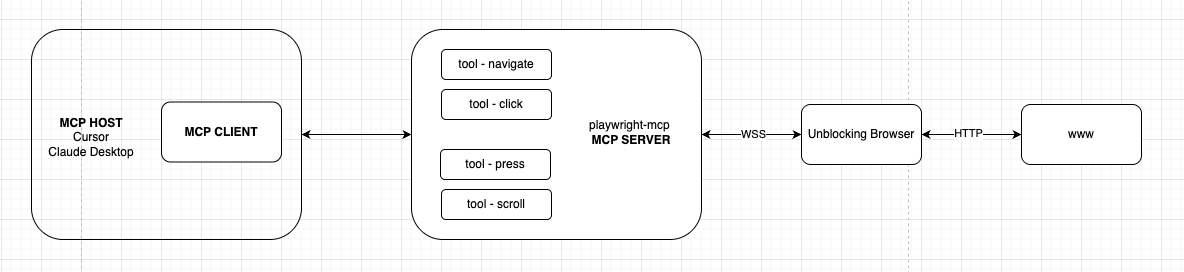 MCP HOST
Cursor
Claude Desktop
MCP CLIENT
tool - navigate
tool - click
tool - press
tool - scroll
playwright-mcp
MCP SERVER
WSS
Unblocking Browser
HTTP
www